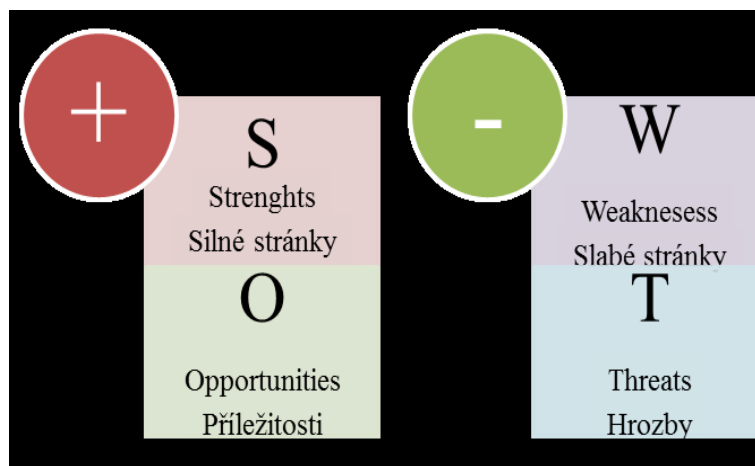 +
S
Strenghts
Silné stránky
O
Opportunities
Příležitosti
-
W
Weaknesess
Slabé stránky
T
Threats
Hrozby